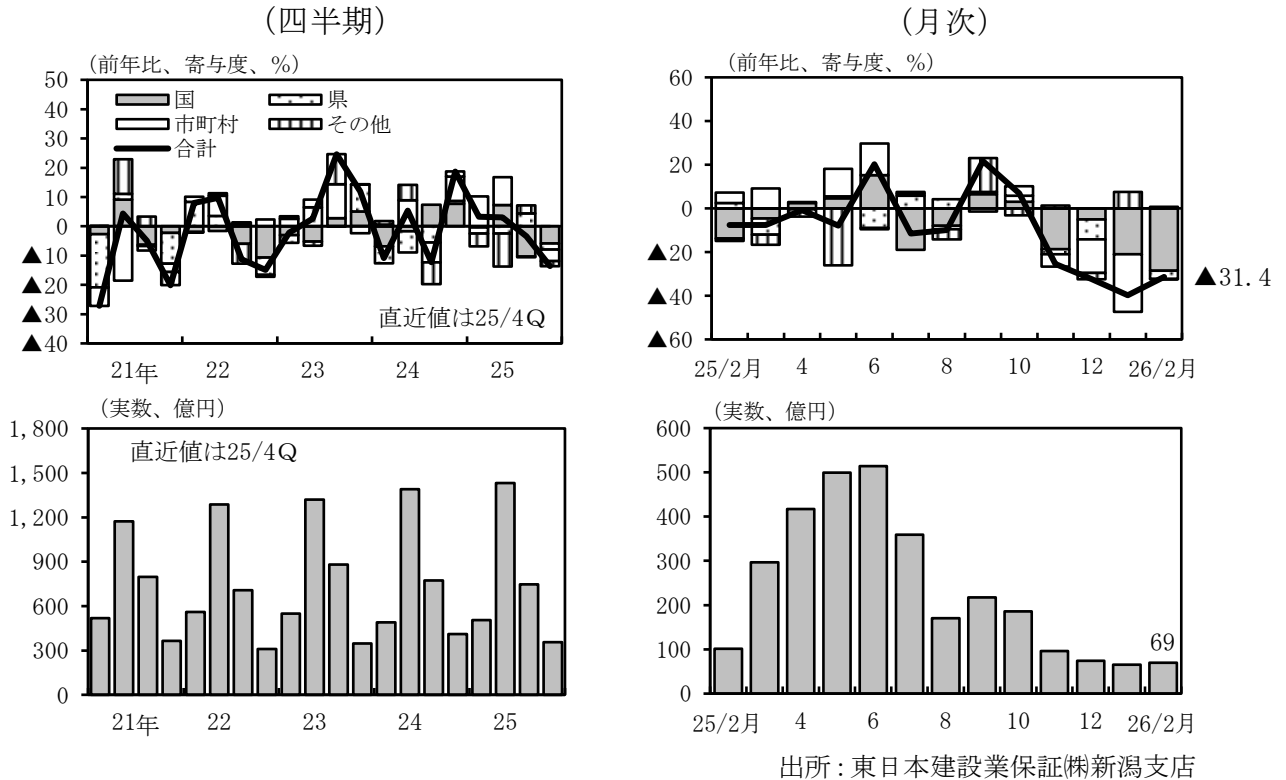 (四半期)
(前年比、寄与度、%)
50
40
30
20
10
0
▲10
▲20
▲30
▲40
国
県
市町村
その他
合計
直近値は25/4Q
21年 22 23 24 25
(月次)
(前年比、寄与度、%)
60
40
20
0
▲20
▲40
▲60
▲31.4
25/2月 4 6 8 10 12 26/2月
(実数、億円)
1,800
1,500
1,200
900
600
300
0
直近値は25/4Q
21年 22 23 24 25
(実数、億円)
600
500
400
300
200
100
0
69
25/2月 4 6 8 10 12 26/2月
出所:東日本建設業保証㈱新潟支店